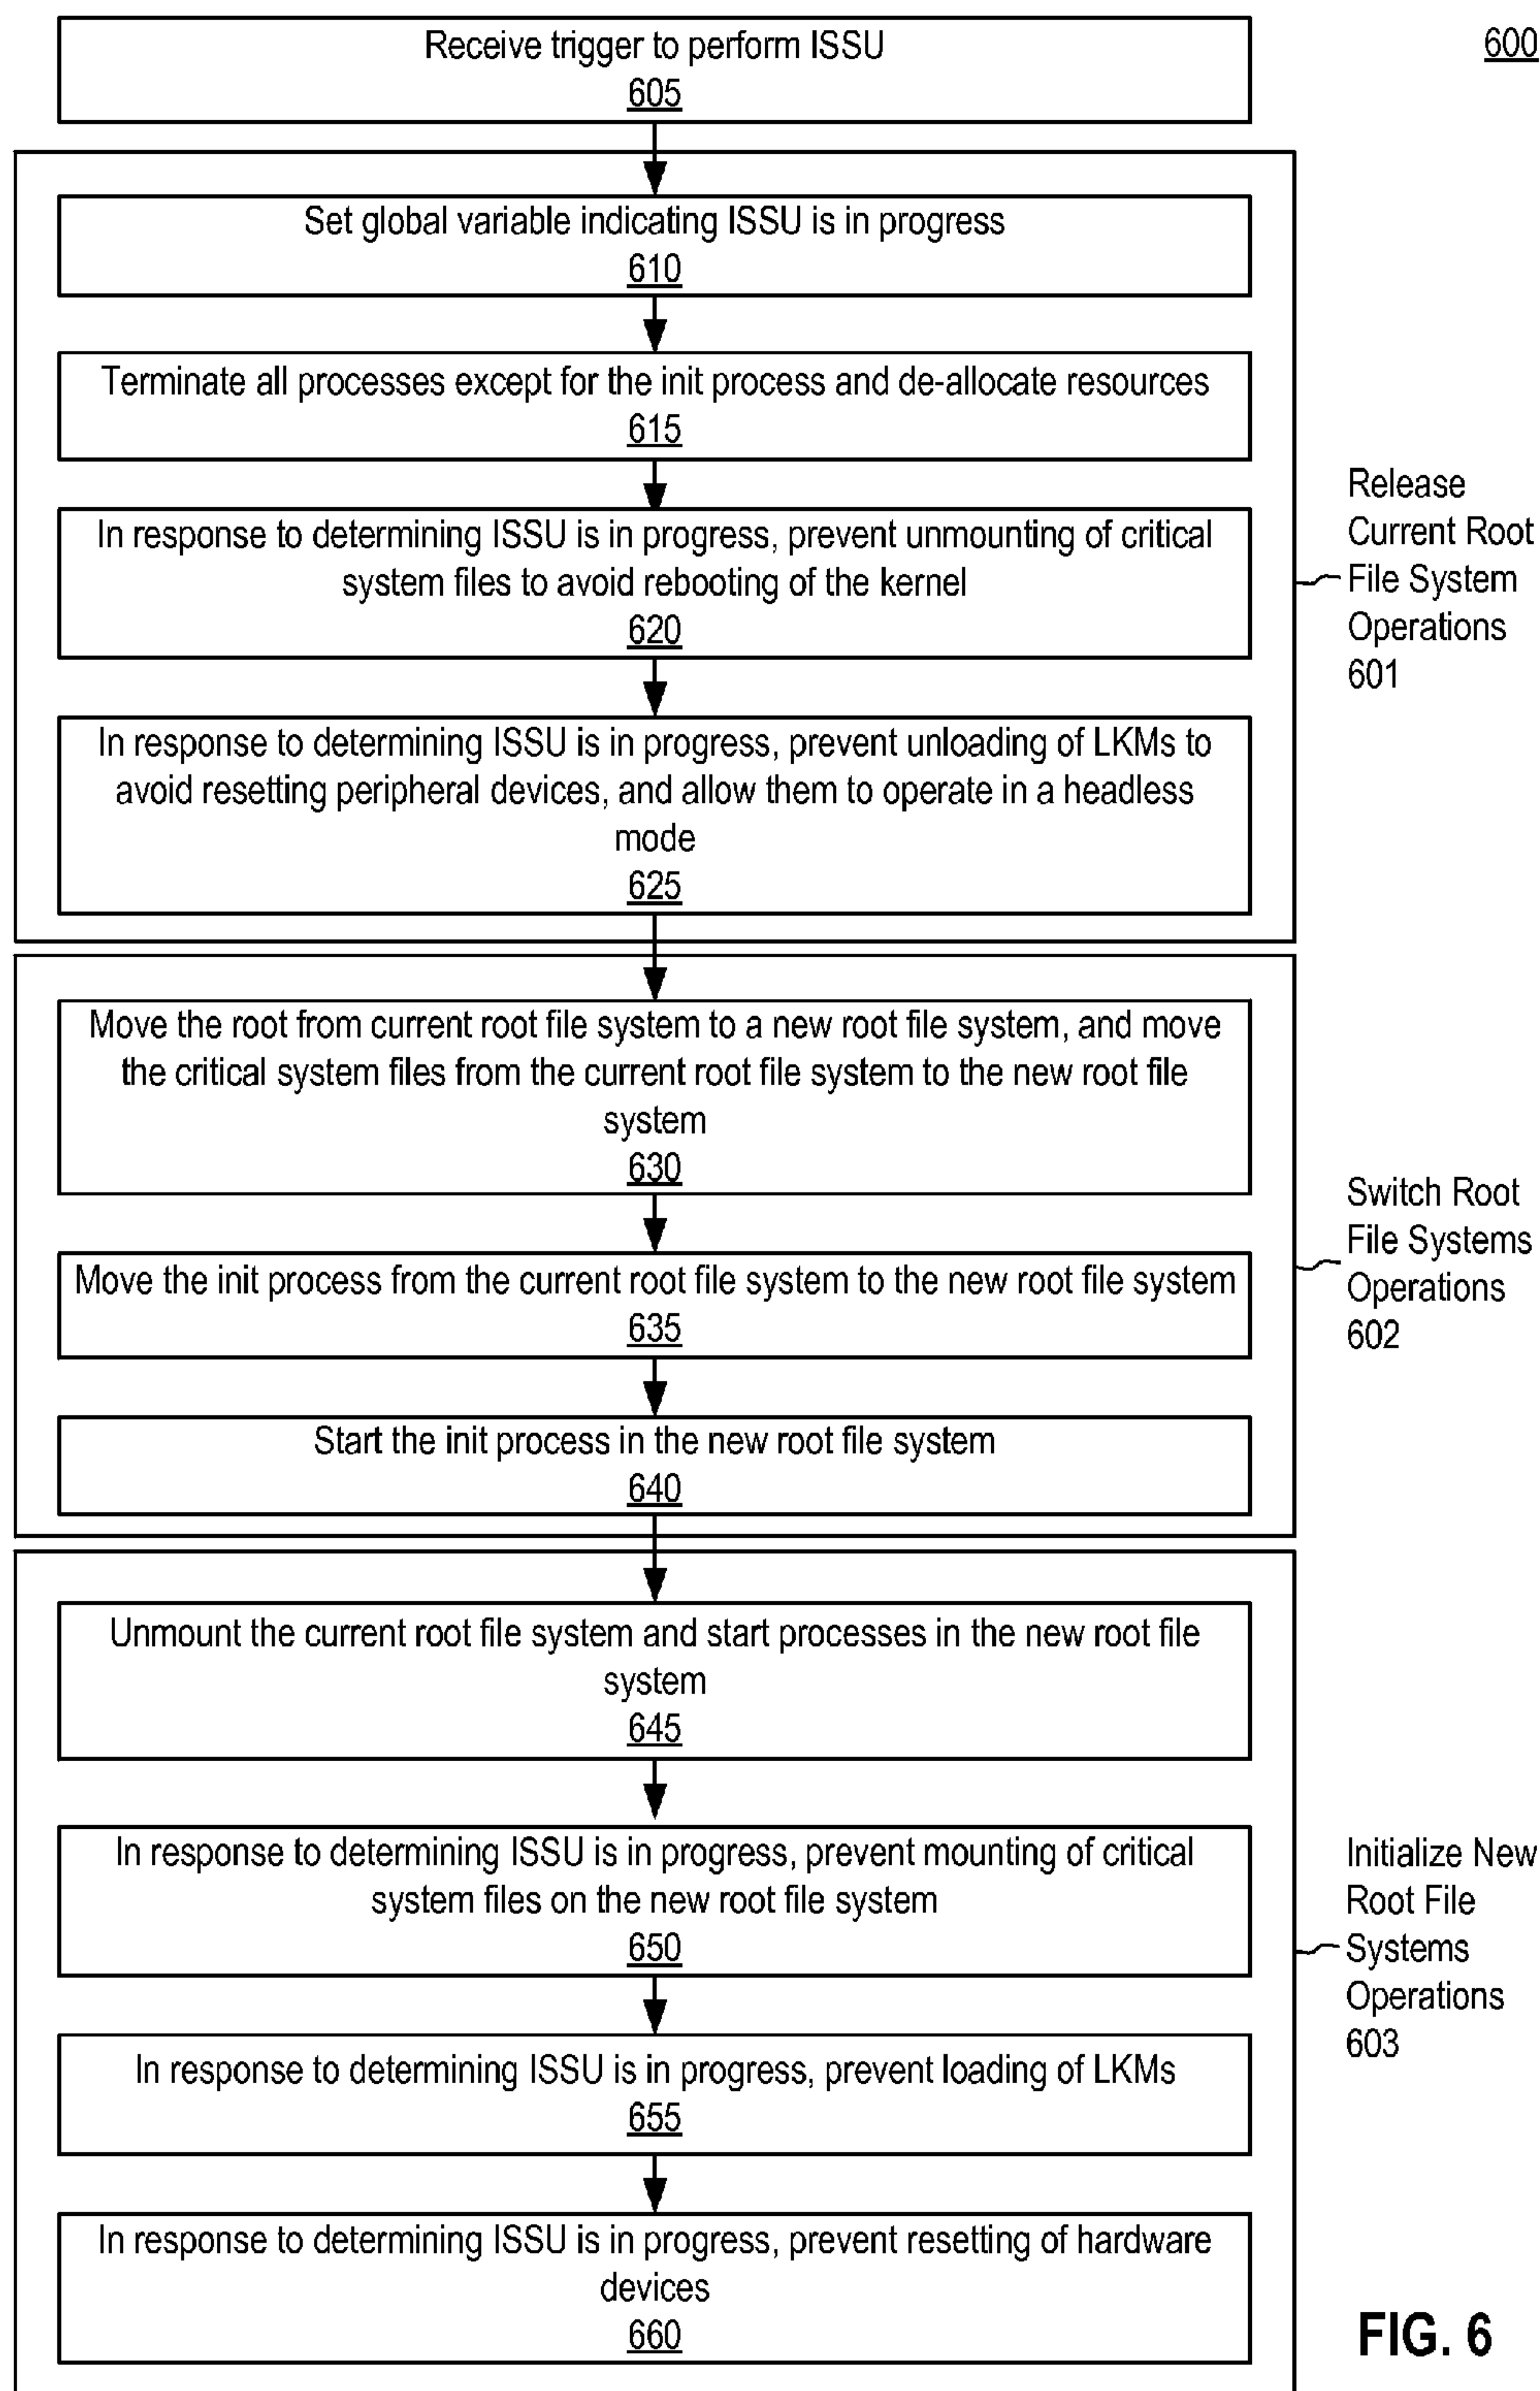 600
Receive trigger to perform ISSU
605
Set global variable indicating ISSU is in progress
610
Terminate all processes except for the init process and de-allocate resources
615
In response to determining ISSU is in progress, prevent unmounting of critical
system files to avoid rebooting of the kernel
620
In response to determining ISSU is in progress, prevent unloading of LKMs to
avoid resetting peripheral devices, and allow them to operate in a headless
mode
625
Release
Current Root
File System
Operations
601
Move the root from current root file system to a new root file system, and move
the critical system files from the current root file system to the new root file
system
630
Move the init process from the current root file system to the new root file system
635
Start the init process in the new root file system
640
Switch Root
File Systems
Operations
602
Unmount the current root file system and start processes in the new root file
system
645
In response to determining ISSU is in progress, prevent mounting of critical
system files on the new root file system
650
In response to determining ISSU is in progress, prevent loading of LKMs
655
In response to determining ISSU is in progress, prevent resetting of hardware
devices
660
Initialize New
Root File
Systems
Operations
603
FIG. 6